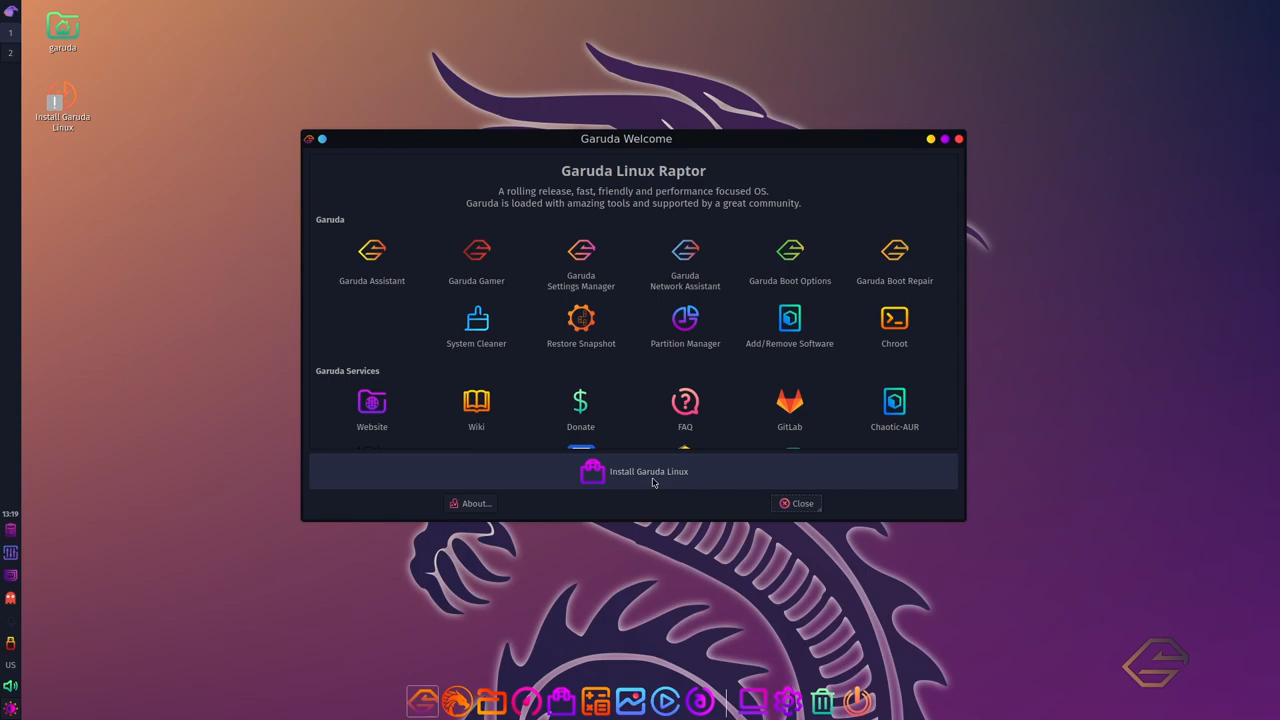 1
2
garuda
Install Garuda
Linux
Garuda Welcome
Garuda Linux Raptor
A rolling release, fast, friendly and performance focused OS.
Garuda is loaded with amazing tools and supported by a great community.
Garuda
Garuda Assistant
Garuda Gamer
Garuda
Settings Manager
Garuda
Network Assistant
Garuda Boot Options
Garuda Boot Repair
System Cleaner
Restore Snapshot
Partition Manager
Add/Remove Software
Chroot
Garuda Services
Website
Wiki
Donate
FAQ
GitLab
Chaotic-AUR
Install Garuda Linux
About...
Close
13:19
US